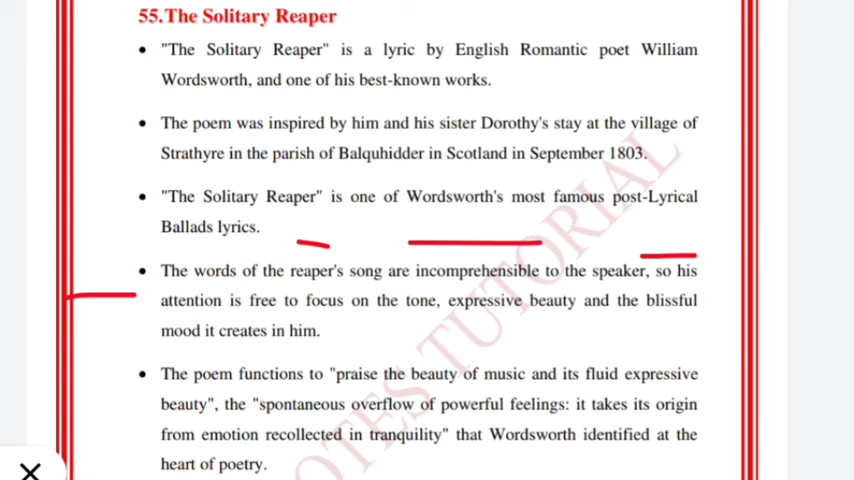 55.The Solitary Reaper
• "The Solitary Reaper" is a lyric by English Romantic poet William
Wordsworth, and one of his best-known works.
• The poem was inspired by him and his sister Dorothy's stay at the village of
Strathyre in the parish of Balquhidder in Scotland in September 1803.
• "The Solitary Reaper" is one of Wordsworth's most famous post-Lyrical
Ballads lyrics.
• The words of the reaper's song are incomprehensible to the speaker, so his
attention is free to focus on the tone, expressive beauty and the blissful
mood it creates in him.
• The poem functions to "praise the beauty of music and its fluid expressive
beauty", the "spontaneous overflow of powerful feelings: it takes its origin
from emotion recollected in tranquility" that Wordsworth identified at the
heart of poetry.
OTES TUTORIAL